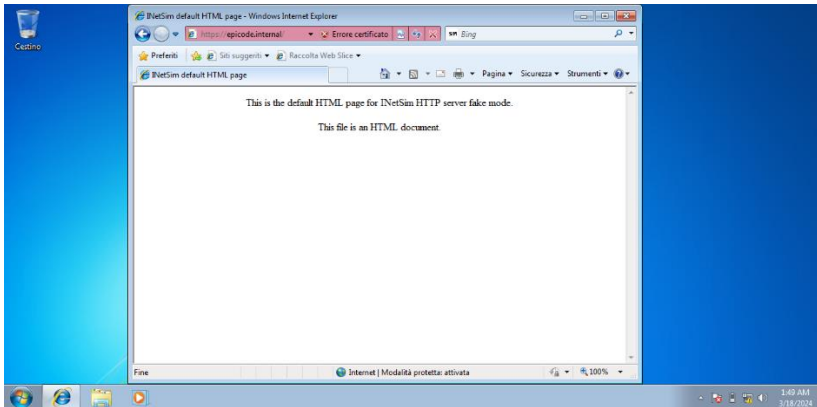 Cestino
INetSim default HTML page - Windows Internet Explorer
https://epicode.internal/
Errore certificato
Bing
Preferiti
Siti suggeriti
Raccolta Web Slice
INetSim default HTML page
Pagina
Sicurezza
Strumenti
This is the default HTML page for INetSim HTTP server fake mode.
This file is an HTML document.
Fine
Internet | Modalità protetta: attivata
100%
1:49 AM
3/18/2024